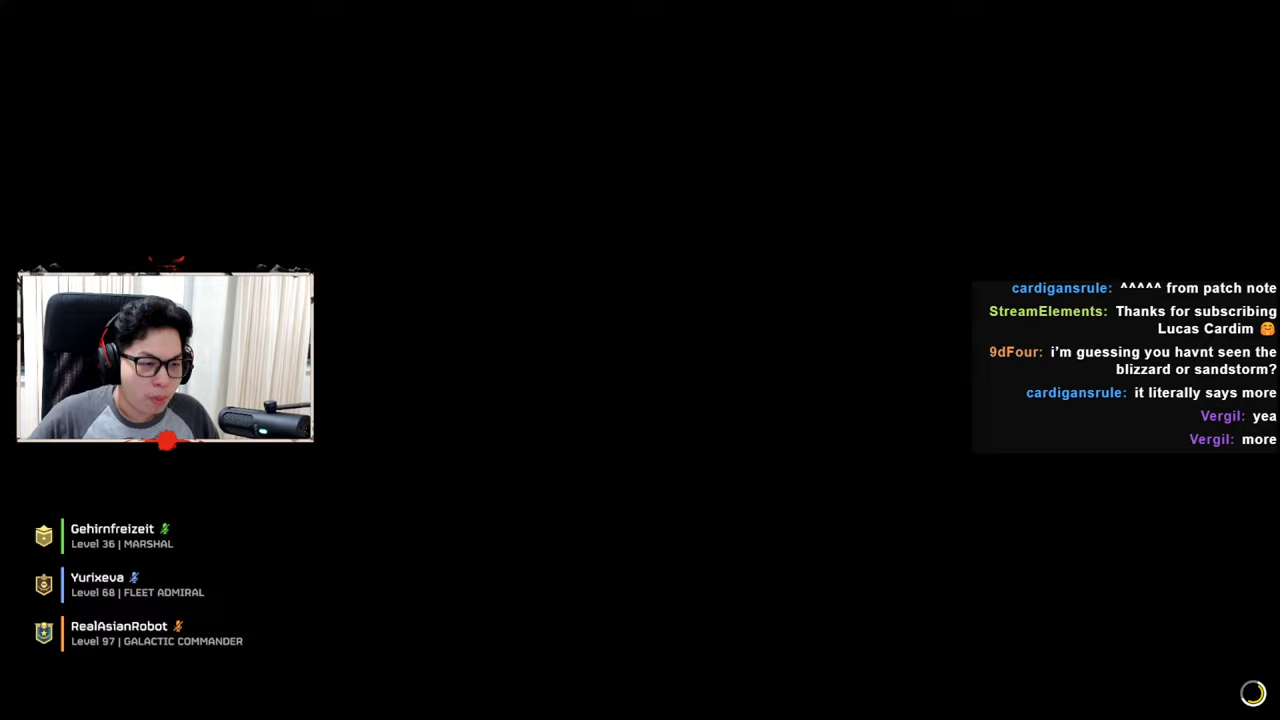 cardigansrule: ^^^^^ from patch note
StreamElements: Thanks for subscribing
Lucas Cardim 🤗
9dFour: i'm guessing you havnt seen the
blizzard or sandstorm?
cardigansrule: it literally says more
Vergil: yea
Vergil: more
Gehirnfreizeit
Level 36 | MARSHAL
Yurixeva
Level 68 | FLEET ADMIRAL
RealAsianRobot
Level 97 | GALACTIC COMMANDER